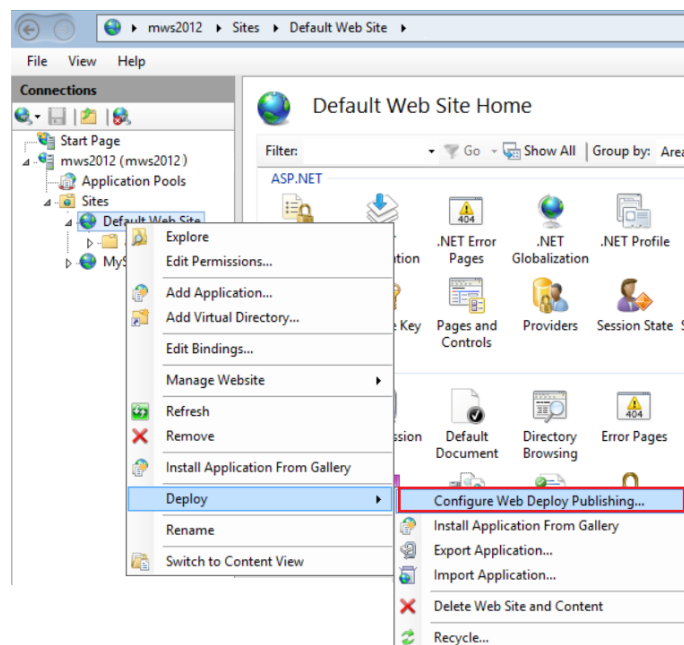 mws2012 Sites Default Web Site
File View Help
Connections
Default Web Site Home
Start Page
mws2012 (mws2012)
Application Pools
Sites
Default Web Site
Filter: Go Show All Group by: Area
ASP.NET
.NET Error Pages
.NET Globalization
.NET Profile
Key
Pages and Controls
Providers
Session State
Default Document
Directory Browsing
Error Pages
404
404
Explore
Edit Permissions...
Add Application...
Add Virtual Directory...
Edit Bindings...
Manage Website
Refresh
Remove
Install Application From Gallery
Deploy
Rename
Switch to Content View
Configure Web Deploy Publishing...
Install Application From Gallery
Export Application...
Import Application...
Delete Web Site and Content
Recycle...